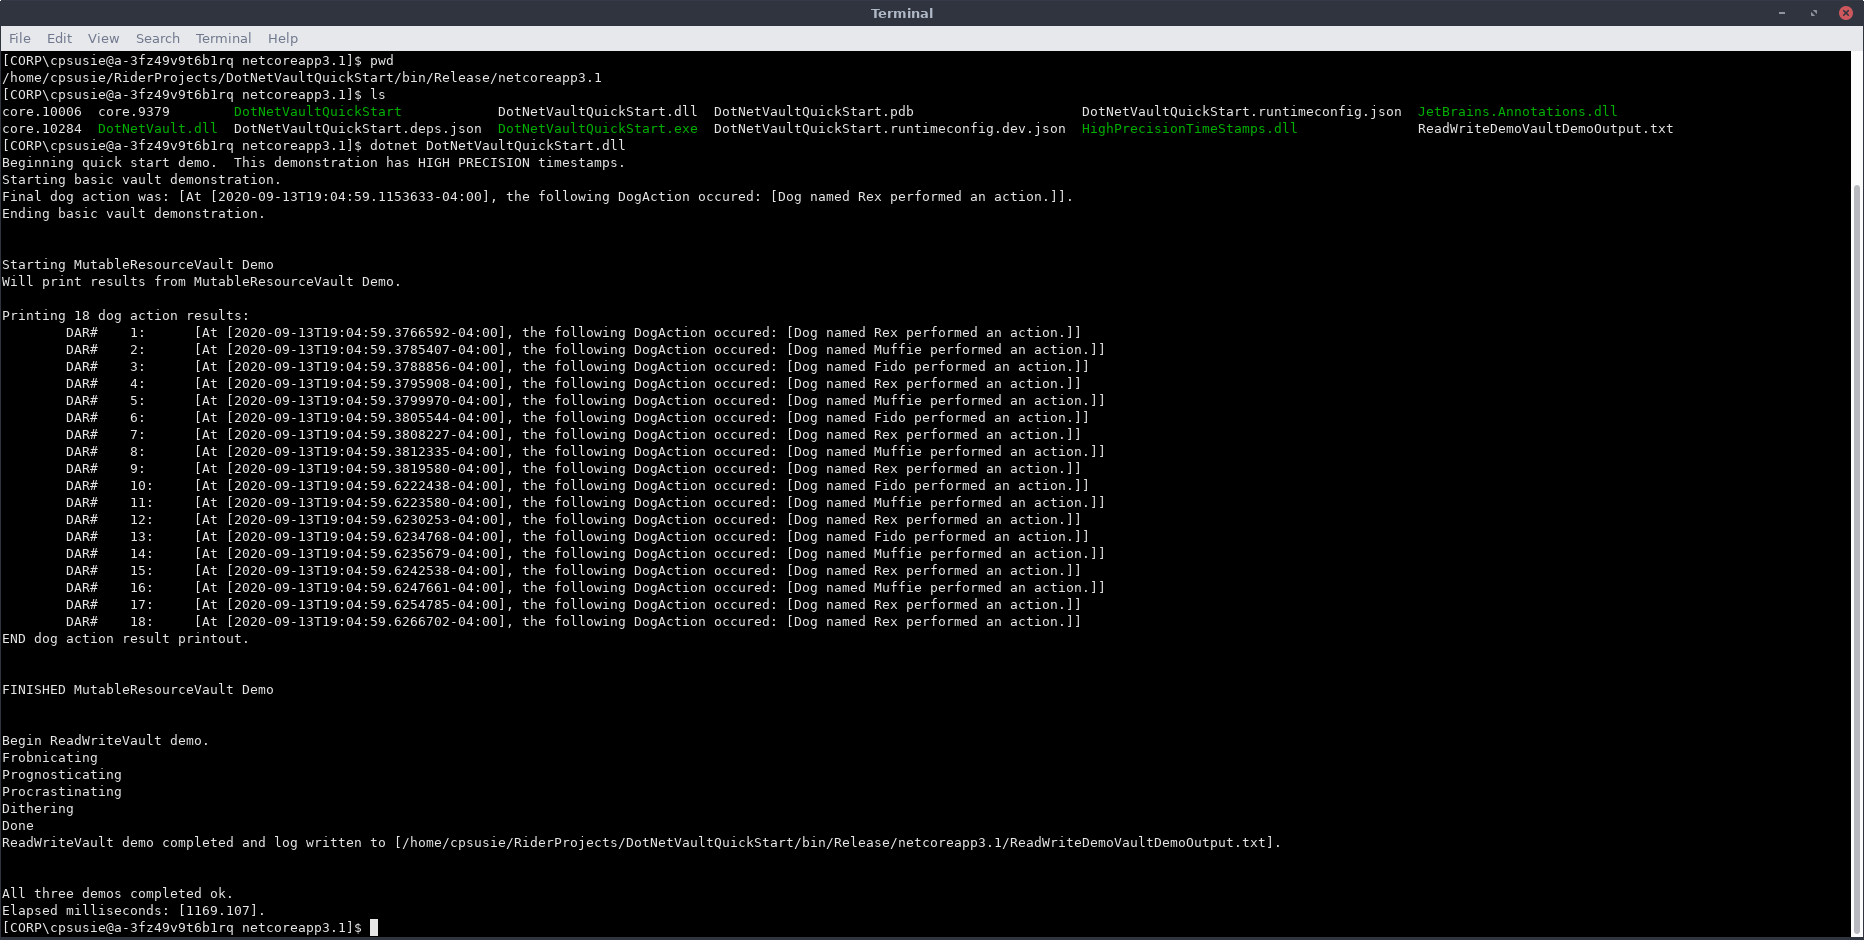 Terminal
File Edit View Search Terminal Help
[CORP\cpsusie@a-3fz49v9t6b1rq netcoreapp3.1]$ pwd
/home/cpsusie/RiderProjects/DotNetVaultQuickStart/bin/Release/netcoreapp3.1
[CORP\cpsusie@a-3fz49v9t6b1rq netcoreapp3.1]$ ls
core.10006  core.9379        DotNetVaultQuickStart            DotNetVaultQuickStart.dll  DotNetVaultQuickStart.pdb                     DotNetVaultQuickStart.runtimeconfig.json  JetBrains.Annotations.dll
core.10284  DotNetVault.dll  DotNetVaultQuickStart.deps.json  DotNetVaultQuickStart.exe  DotNetVaultQuickStart.runtimeconfig.dev.json  HighPrecisionTimeStamps.dll               ReadWriteDemoVaultDemoOutput.txt
[CORP\cpsusie@a-3fz49v9t6b1rq netcoreapp3.1]$ dotnet DotNetVaultQuickStart.dll
Beginning quick start demo.  This demonstration has HIGH PRECISION timestamps.
Starting basic vault demonstration.
Final dog action was: [At [2020-09-13T19:04:59.1153633-04:00], the following DogAction occured: [Dog named Rex performed an action.]].
Ending basic vault demonstration.
Starting MutableResourceVault Demo
Will print results from MutableResourceVault Demo.
Printing 18 dog action results:
DAR#    1:      [At [2020-09-13T19:04:59.3766592-04:00], the following DogAction occured: [Dog named Rex performed an action.]]
DAR#    2:      [At [2020-09-13T19:04:59.3785407-04:00], the following DogAction occured: [Dog named Muffie performed an action.]]
DAR#    3:      [At [2020-09-13T19:04:59.3788856-04:00], the following DogAction occured: [Dog named Fido performed an action.]]
DAR#    4:      [At [2020-09-13T19:04:59.3795908-04:00], the following DogAction occured: [Dog named Rex performed an action.]]
DAR#    5:      [At [2020-09-13T19:04:59.3799970-04:00], the following DogAction occured: [Dog named Muffie performed an action.]]
DAR#    6:      [At [2020-09-13T19:04:59.3805544-04:00], the following DogAction occured: [Dog named Fido performed an action.]]
DAR#    7:      [At [2020-09-13T19:04:59.3808227-04:00], the following DogAction occured: [Dog named Rex performed an action.]]
DAR#    8:      [At [2020-09-13T19:04:59.3812335-04:00], the following DogAction occured: [Dog named Muffie performed an action.]]
DAR#    9:      [At [2020-09-13T19:04:59.3819580-04:00], the following DogAction occured: [Dog named Rex performed an action.]]
DAR#    10:     [At [2020-09-13T19:04:59.6222438-04:00], the following DogAction occured: [Dog named Fido performed an action.]]
DAR#    11:     [At [2020-09-13T19:04:59.6223580-04:00], the following DogAction occured: [Dog named Muffie performed an action.]]
DAR#    12:     [At [2020-09-13T19:04:59.6230253-04:00], the following DogAction occured: [Dog named Rex performed an action.]]
DAR#    13:     [At [2020-09-13T19:04:59.6234768-04:00], the following DogAction occured: [Dog named Fido performed an action.]]
DAR#    14:     [At [2020-09-13T19:04:59.6235679-04:00], the following DogAction occured: [Dog named Muffie performed an action.]]
DAR#    15:     [At [2020-09-13T19:04:59.6242538-04:00], the following DogAction occured: [Dog named Rex performed an action.]]
DAR#    16:     [At [2020-09-13T19:04:59.6247661-04:00], the following DogAction occured: [Dog named Muffie performed an action.]]
DAR#    17:     [At [2020-09-13T19:04:59.6254785-04:00], the following DogAction occured: [Dog named Rex performed an action.]]
DAR#    18:     [At [2020-09-13T19:04:59.6266702-04:00], the following DogAction occured: [Dog named Rex performed an action.]]
END dog action result printout.
FINISHED MutableResourceVault Demo
Begin ReadWriteVault demo.
Frobnicating
Prognosticating
Procrastinating
Dithering
Done
ReadWriteVault demo completed and log written to [/home/cpsusie/RiderProjects/DotNetVaultQuickStart/bin/Release/netcoreapp3.1/ReadWriteDemoVaultDemoOutput.txt].
All three demos completed ok.
Elapsed milliseconds: [1169.107].
[CORP\cpsusie@a-3fz49v9t6b1rq netcoreapp3.1]$